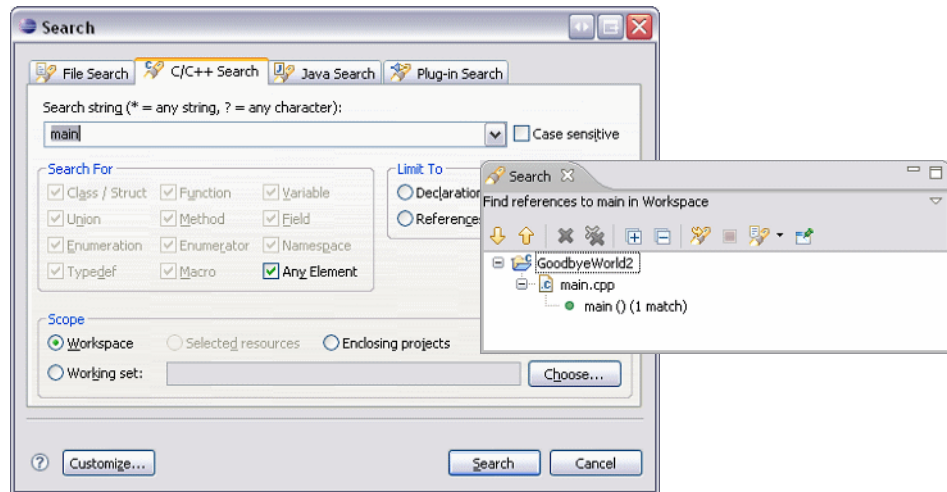 Search
File Search C/C++ Search Java Search Plug-in Search
Search string (* = any string, ? = any character):
main
Case sensitive
Search For
Class / Struct Function Variable
Union Method Field
Enumeration Enumerator Namespace
Typedef Macro Any Element
Limit To
Declaration
References
Search
Find references to main in Workspace
GoodbyeWorld2
main.cpp
main () (1 match)
Scope
Workspace Selected resources Enclosing projects
Working set: Choose...
Customize... Search Cancel